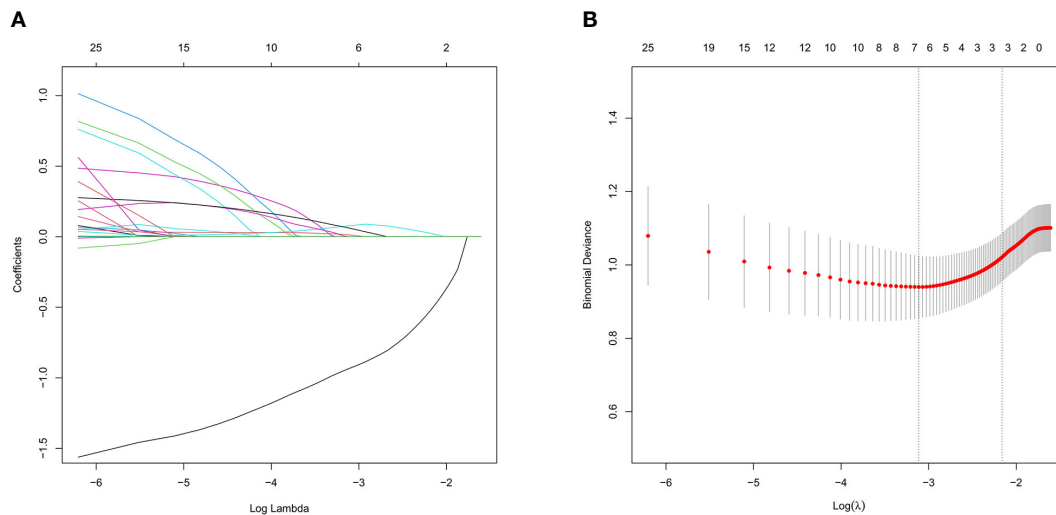 A
25 15 10 6 2
1.0
0.5
0.0
−0.5
−1.0
−1.5
Coefficients
−6 −5 −4 −3 −2
Log Lambda
B
25 19 15 12 12 10 10 8 8 7 6 5 4 3 3 3 2 0
1.4
1.2
1.0
0.8
0.6
Binomial Deviance
−6 −5 −4 −3 −2
Log(λ)